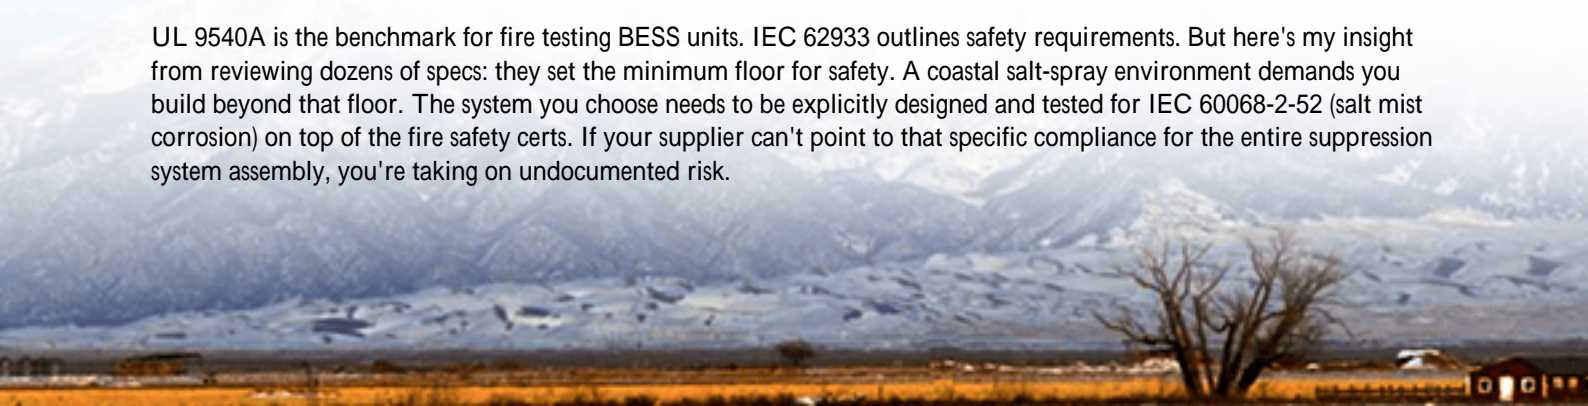 UL 9540A is the benchmark for fire testing BESS units. IEC 62933 outlines safety requirements. But here's my insight
from reviewing dozens of specs: they set the minimum floor for safety. A coastal salt-spray environment demands you
build beyond that floor. The system you choose needs to be explicitly designed and tested for IEC 60068-2-52 (salt mist
corrosion) on top of the fire safety certs. If your supplier can't point to that specific compliance for the entire suppression
system assembly, you're taking on undocumented risk.